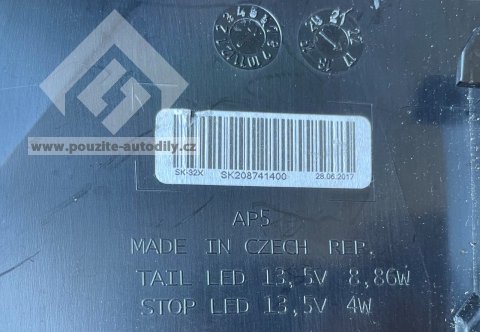 www.pouzite-autodily.cz
SK-32X SK208741400 28.06.2017
AP5
MADE IN CZECH REP.
TAIL LED 13,5V 8,86W
STOP LED 13,5V 4W